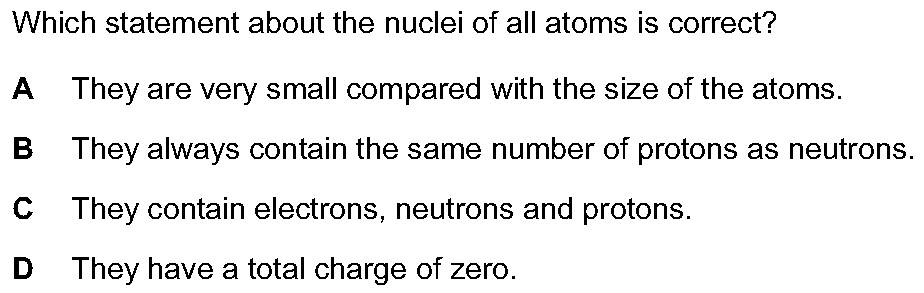 Which statement about the nuclei of all atoms is correct?
A They are very small compared with the size of the atoms.
B They always contain the same number of protons as neutrons.
C They contain electrons, neutrons and protons.
D They have a total charge of zero.